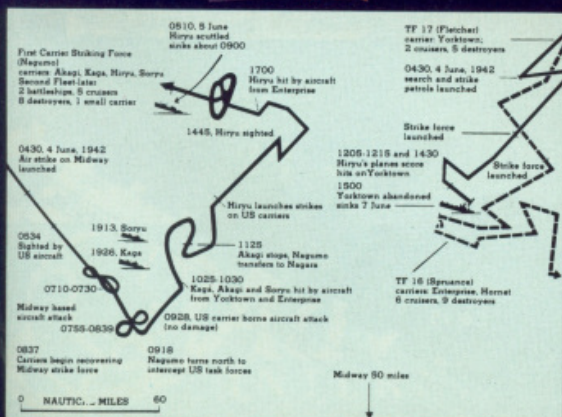 0510, 5 June
Hiryu scuttled
sinks about 0900
First Carrier Striking Force
(Nagumo)
carriers: Akagi, Kaga, Hiryu, Soryu
Second Fleet-later
2 battleships, 5 cruisers
8 destroyers, 1 small carrier
1700
Hiryu hit by aircraft
from Enterprise
1445, Hiryu sighted
0430, 4 June, 1942
Air strike on Midway
launched
Hiryu launches strikes
on US carriers
0534
Sighted by
US aircraft
1913, Soryu
1925, Kaga
1125
Akagi stops, Nagumo
transfers to Nagara
0710-0730
1025-1030
Kaga, Akagi and Soryu hit by aircraft
from Yorktown and Enterprise
Midway based
aircraft attack
0755-0839
0928, US carrier borne aircraft attack
(no damage)
0837
Carriers begin recovering
Midway strike force
0918
Nagumo turns north to
intercept US task forces
0 NAUTIC... MILES 60
TF 17 (Fletcher)
carrier: Yorktown;
2 cruisers, 5 destroyers
0430, 4 June, 1942
search and strike
patrols launched
Strike force
launched
Strike force
launched
1205-1215 and 1430
Hiryu's planes score
hits on Yorktown
1500
Yorktown abandoned
sinks 7 June
TF 16 (Spruance)
carriers: Enterprise, Hornet
6 cruisers, 9 destroyers
Midway 50 miles